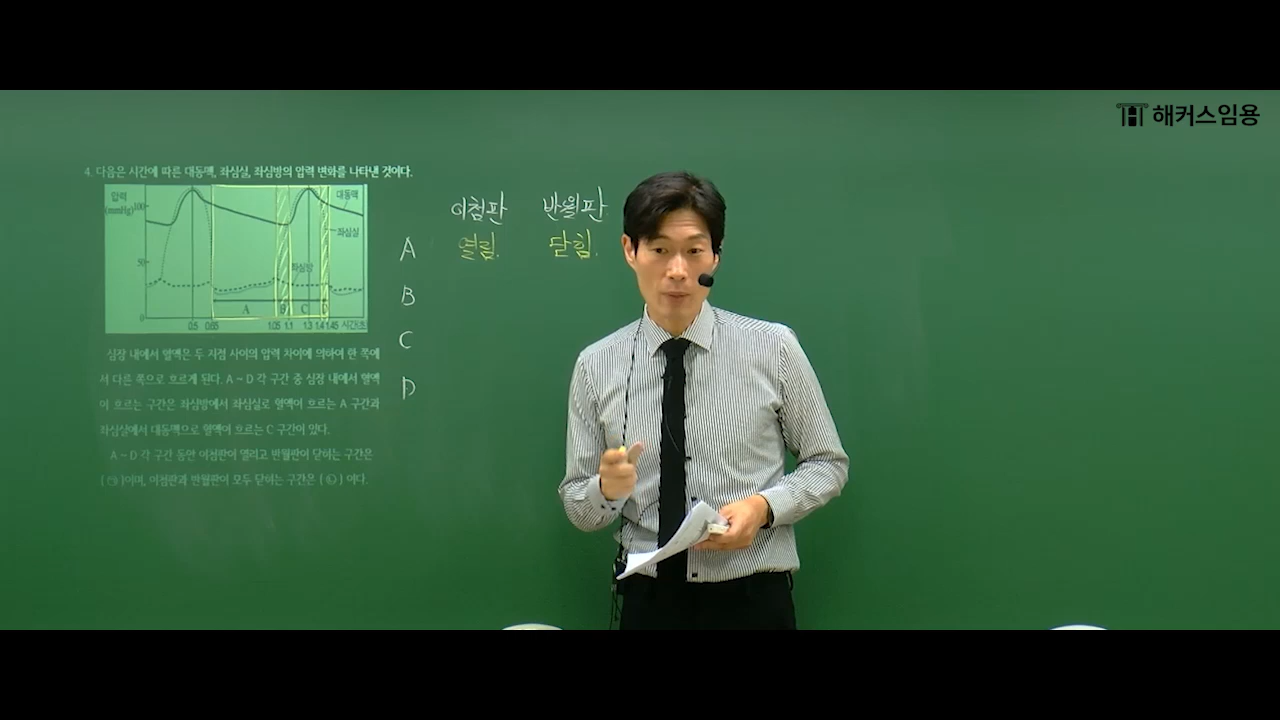 해커스임용
4. 다음은 시간에 따른 대동맥, 좌심실, 좌심방의 압력 변화를 나타낸 것이다.
압력
(mmHg)
100
50
0
대동맥
좌심실
좌심방
A B C D
0.5 0.65 1.05 1.1 1.3 1.4 1.45 시간(초)
심장 내에서 혈액은 두 지점 사이의 압력 차이에 의하여 한 쪽에
서 다른 쪽으로 흐르게 된다. A ~ D 각 구간 중 심장 내에서 혈액
이 흐르는 구간은 좌심방에서 좌심실로 혈액이 흐르는 A 구간과
좌심실에서 대동맥으로 혈액이 흐르는 C 구간이 있다.
A ~ D 각 구간 동안 이첨판이 열리고 반월판이 닫히는 구간은
이며, 이첨판과 반월판이 모두 닫히는 구간은 ( ㉡ ) 이다.
이첨판 반월판
A 열림. 닫힘.
B
C
D